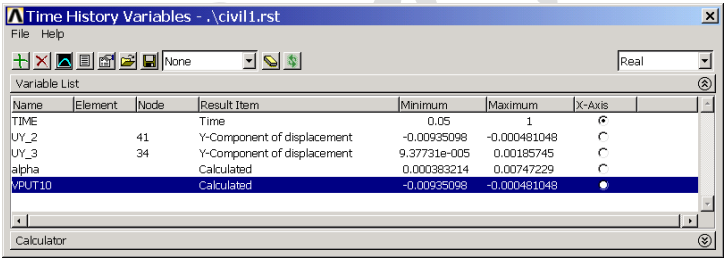 Time History Variables - .\civil1.rst
File Help
None Real
Variable List
Name Element Node Result Item Minimum Maximum X-Axis
TIME Time 0.05 1
UY_2 41 Y-Component of displacement -0.00935098 -0.000481048
UY_3 34 Y-Component of displacement 9.37731e-005 0.00185745
alpha Calculated 0.000383214 0.00747229
VPUT10 Calculated -0.00935098 -0.000481048
Calculator